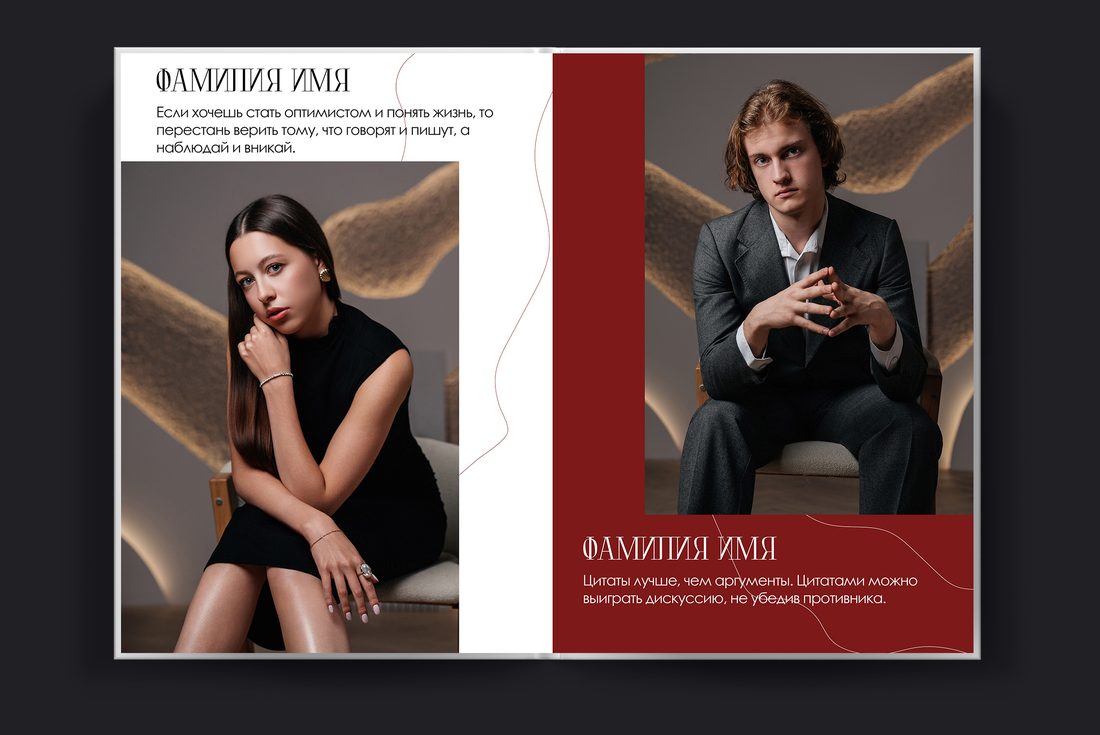 ФАМИЛИЯ ИМЯ
Если хочешь стать оптимистом и понять жизнь, то
перестань верить тому, что говорят и пишут, а
наблюдай и вникай.
ФАМИЛИЯ ИМЯ
Цитаты лучше, чем аргументы. Цитатами можно
выиграть дискуссию, не убедив противника.